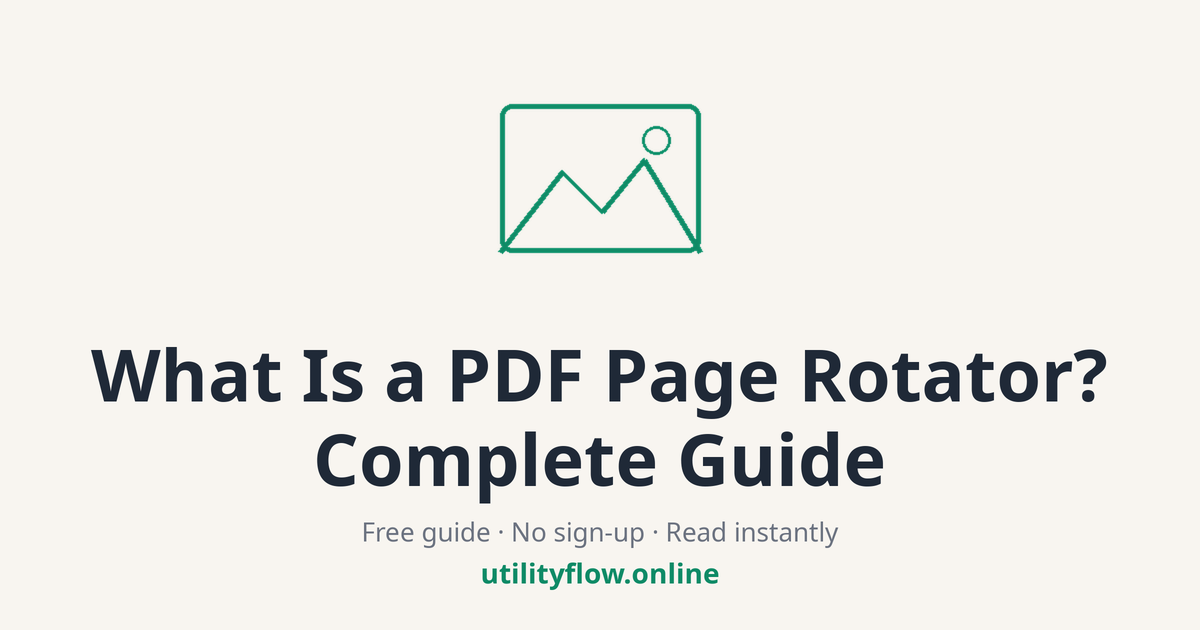 What Is a PDF Page Rotator?
Complete Guide
Free guide · No sign-up · Read instantly
utilityflow.online